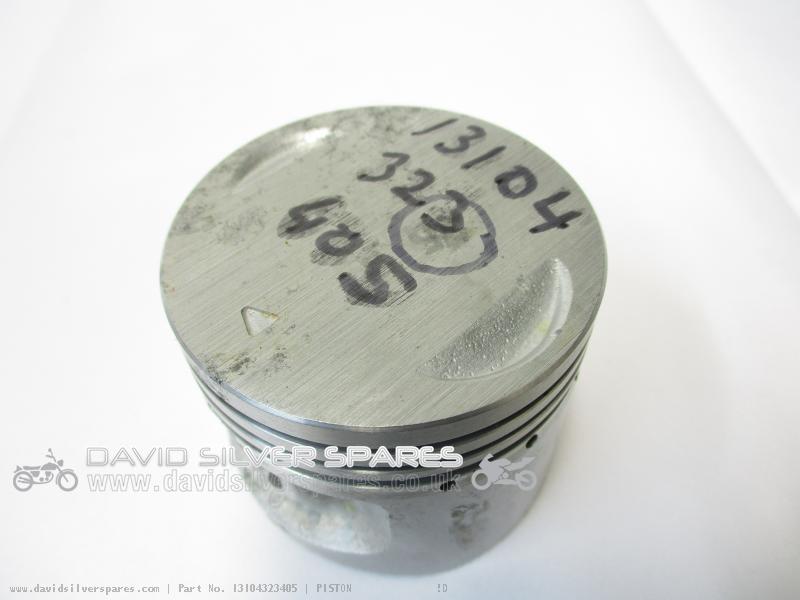 13104
323
405
DAVID SILVER SPARES
www.davidsilverspares.co.uk
www.davidsilverspares.com | Part No. 13104323405 | PISTON !D